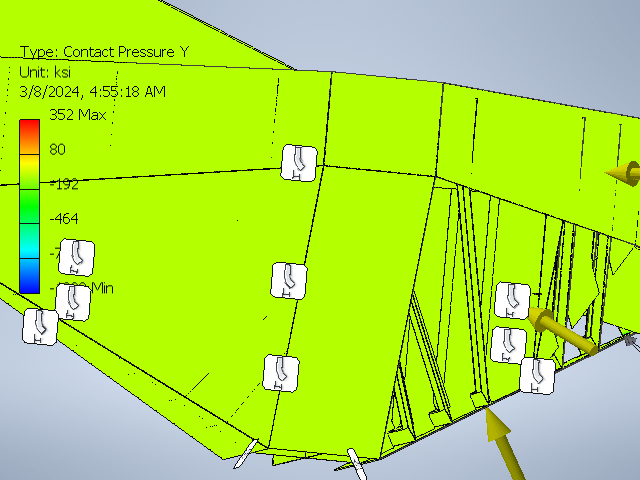 Type: Contact Pressure Y
Unit: ksi
3/8/2024, 4:55:18 AM
352 Max
80
-192
-464
Min